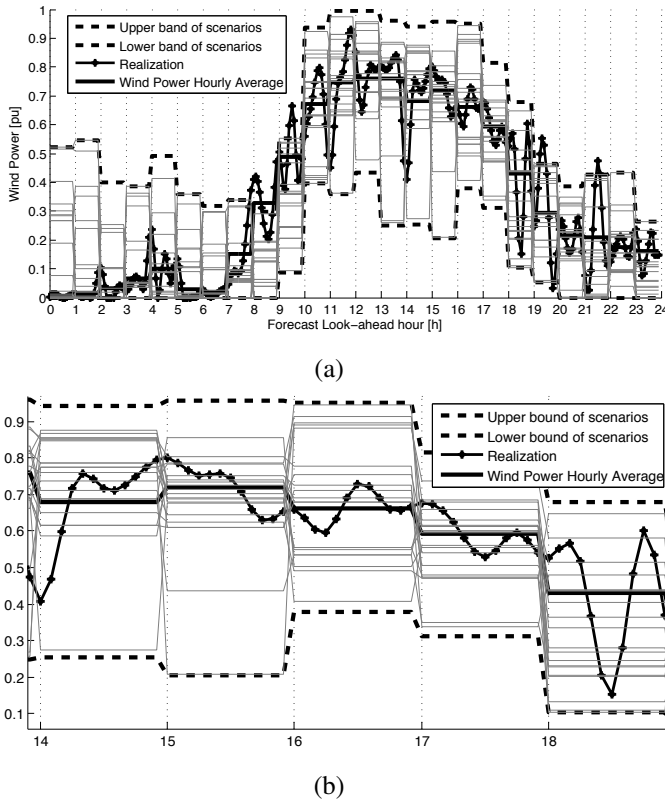 Upper band of scenarios
Lower band of scenarios
Realization
Wind Power Hourly Average
Wind Power [pu]
1
0.9
0.8
0.7
0.6
0.5
0.4
0.3
0.2
0.1
0
0 1 2 3 4 5 6 7 8 9 10 11 12 13 14 15 16 17 18 19 20 21 22 23 24
Forecast Look−ahead hour [h]
(a)
Upper bound of scenarios
Lower bound of scenarios
Realization
Wind Power Hourly Average
0.9
0.8
0.7
0.6
0.5
0.4
0.3
0.2
0.1
14 15 16 17 18
(b)